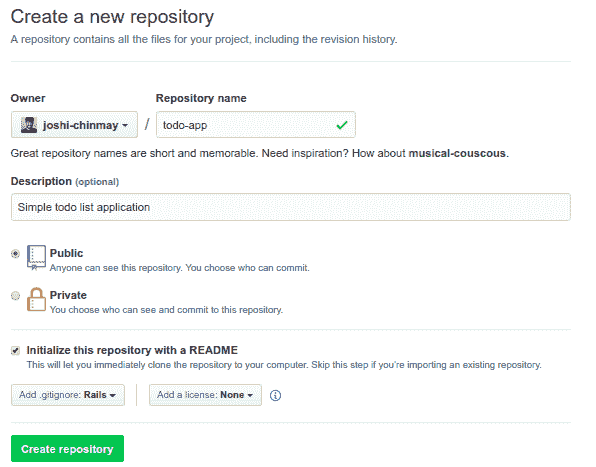 Create a new repository
A repository contains all the files for your project, including the revision history.
Owner Repository name
joshi-chinmay / todo-app
Great repository names are short and memorable. Need inspiration? How about musical-couscous.
Description (optional)
Simple todo list application
Public
Anyone can see this repository. You choose who can commit.
Private
You choose who can see and commit to this repository.
Initialize this repository with a README
This will let you immediately clone the repository to your computer. Skip this step if you're importing an existing repository.
Add .gitignore: Rails Add a license: None
Create repository